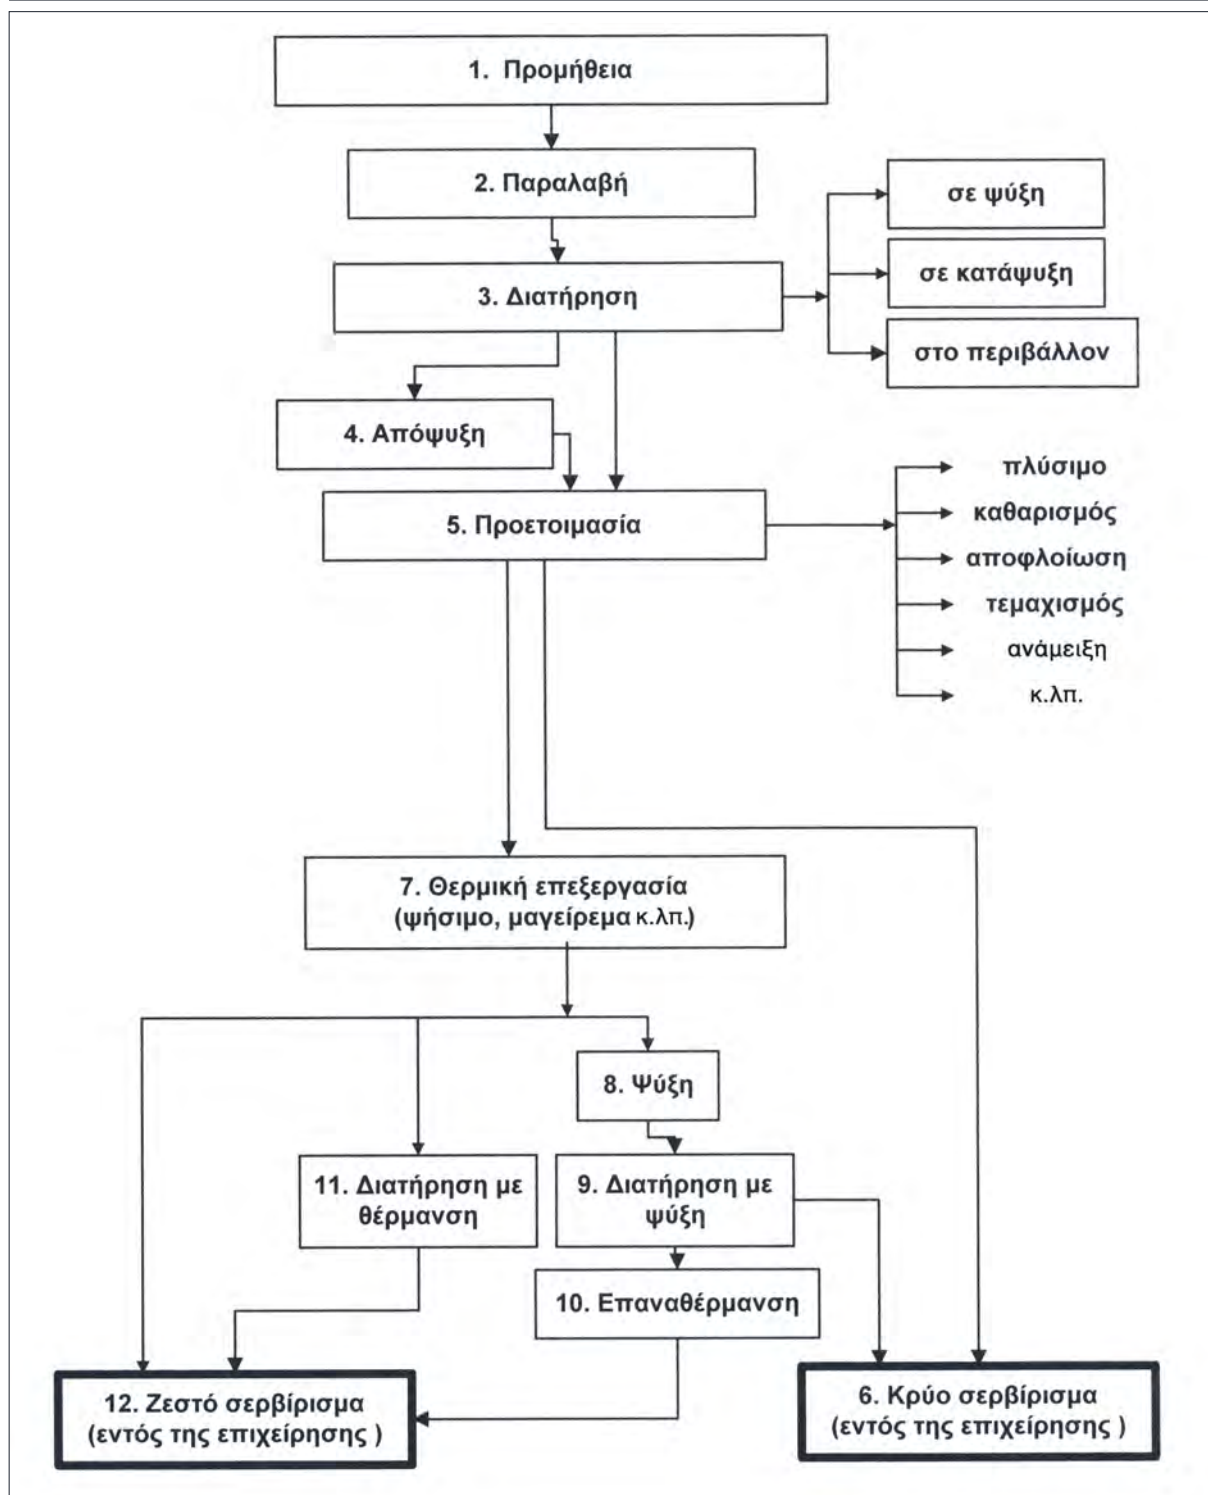 1. Προμήθεια
2. Παραλαβή
σε ψύξη
σε κατάψυξη
3. Διατήρηση
στο περιβάλλον
4. Απόψυξη
5. Προετοιμασία
πλύσιμο
καθαρισμός
αποφλοίωση
τεμαχισμός
ανάμειξη
κ.λπ.
7. Θερμική επεξεργασία
(ψήσιμο, μαγείρεμα κ.λπ.)
8. Ψύξη
11. Διατήρηση με
θέρμανση
9. Διατήρηση με
ψύξη
10. Επαναθέρμανση
12. Ζεστό σερβίρισμα
(εντός της επιχείρησης )
6. Κρύο σερβίρισμα
(εντός της επιχείρησης )